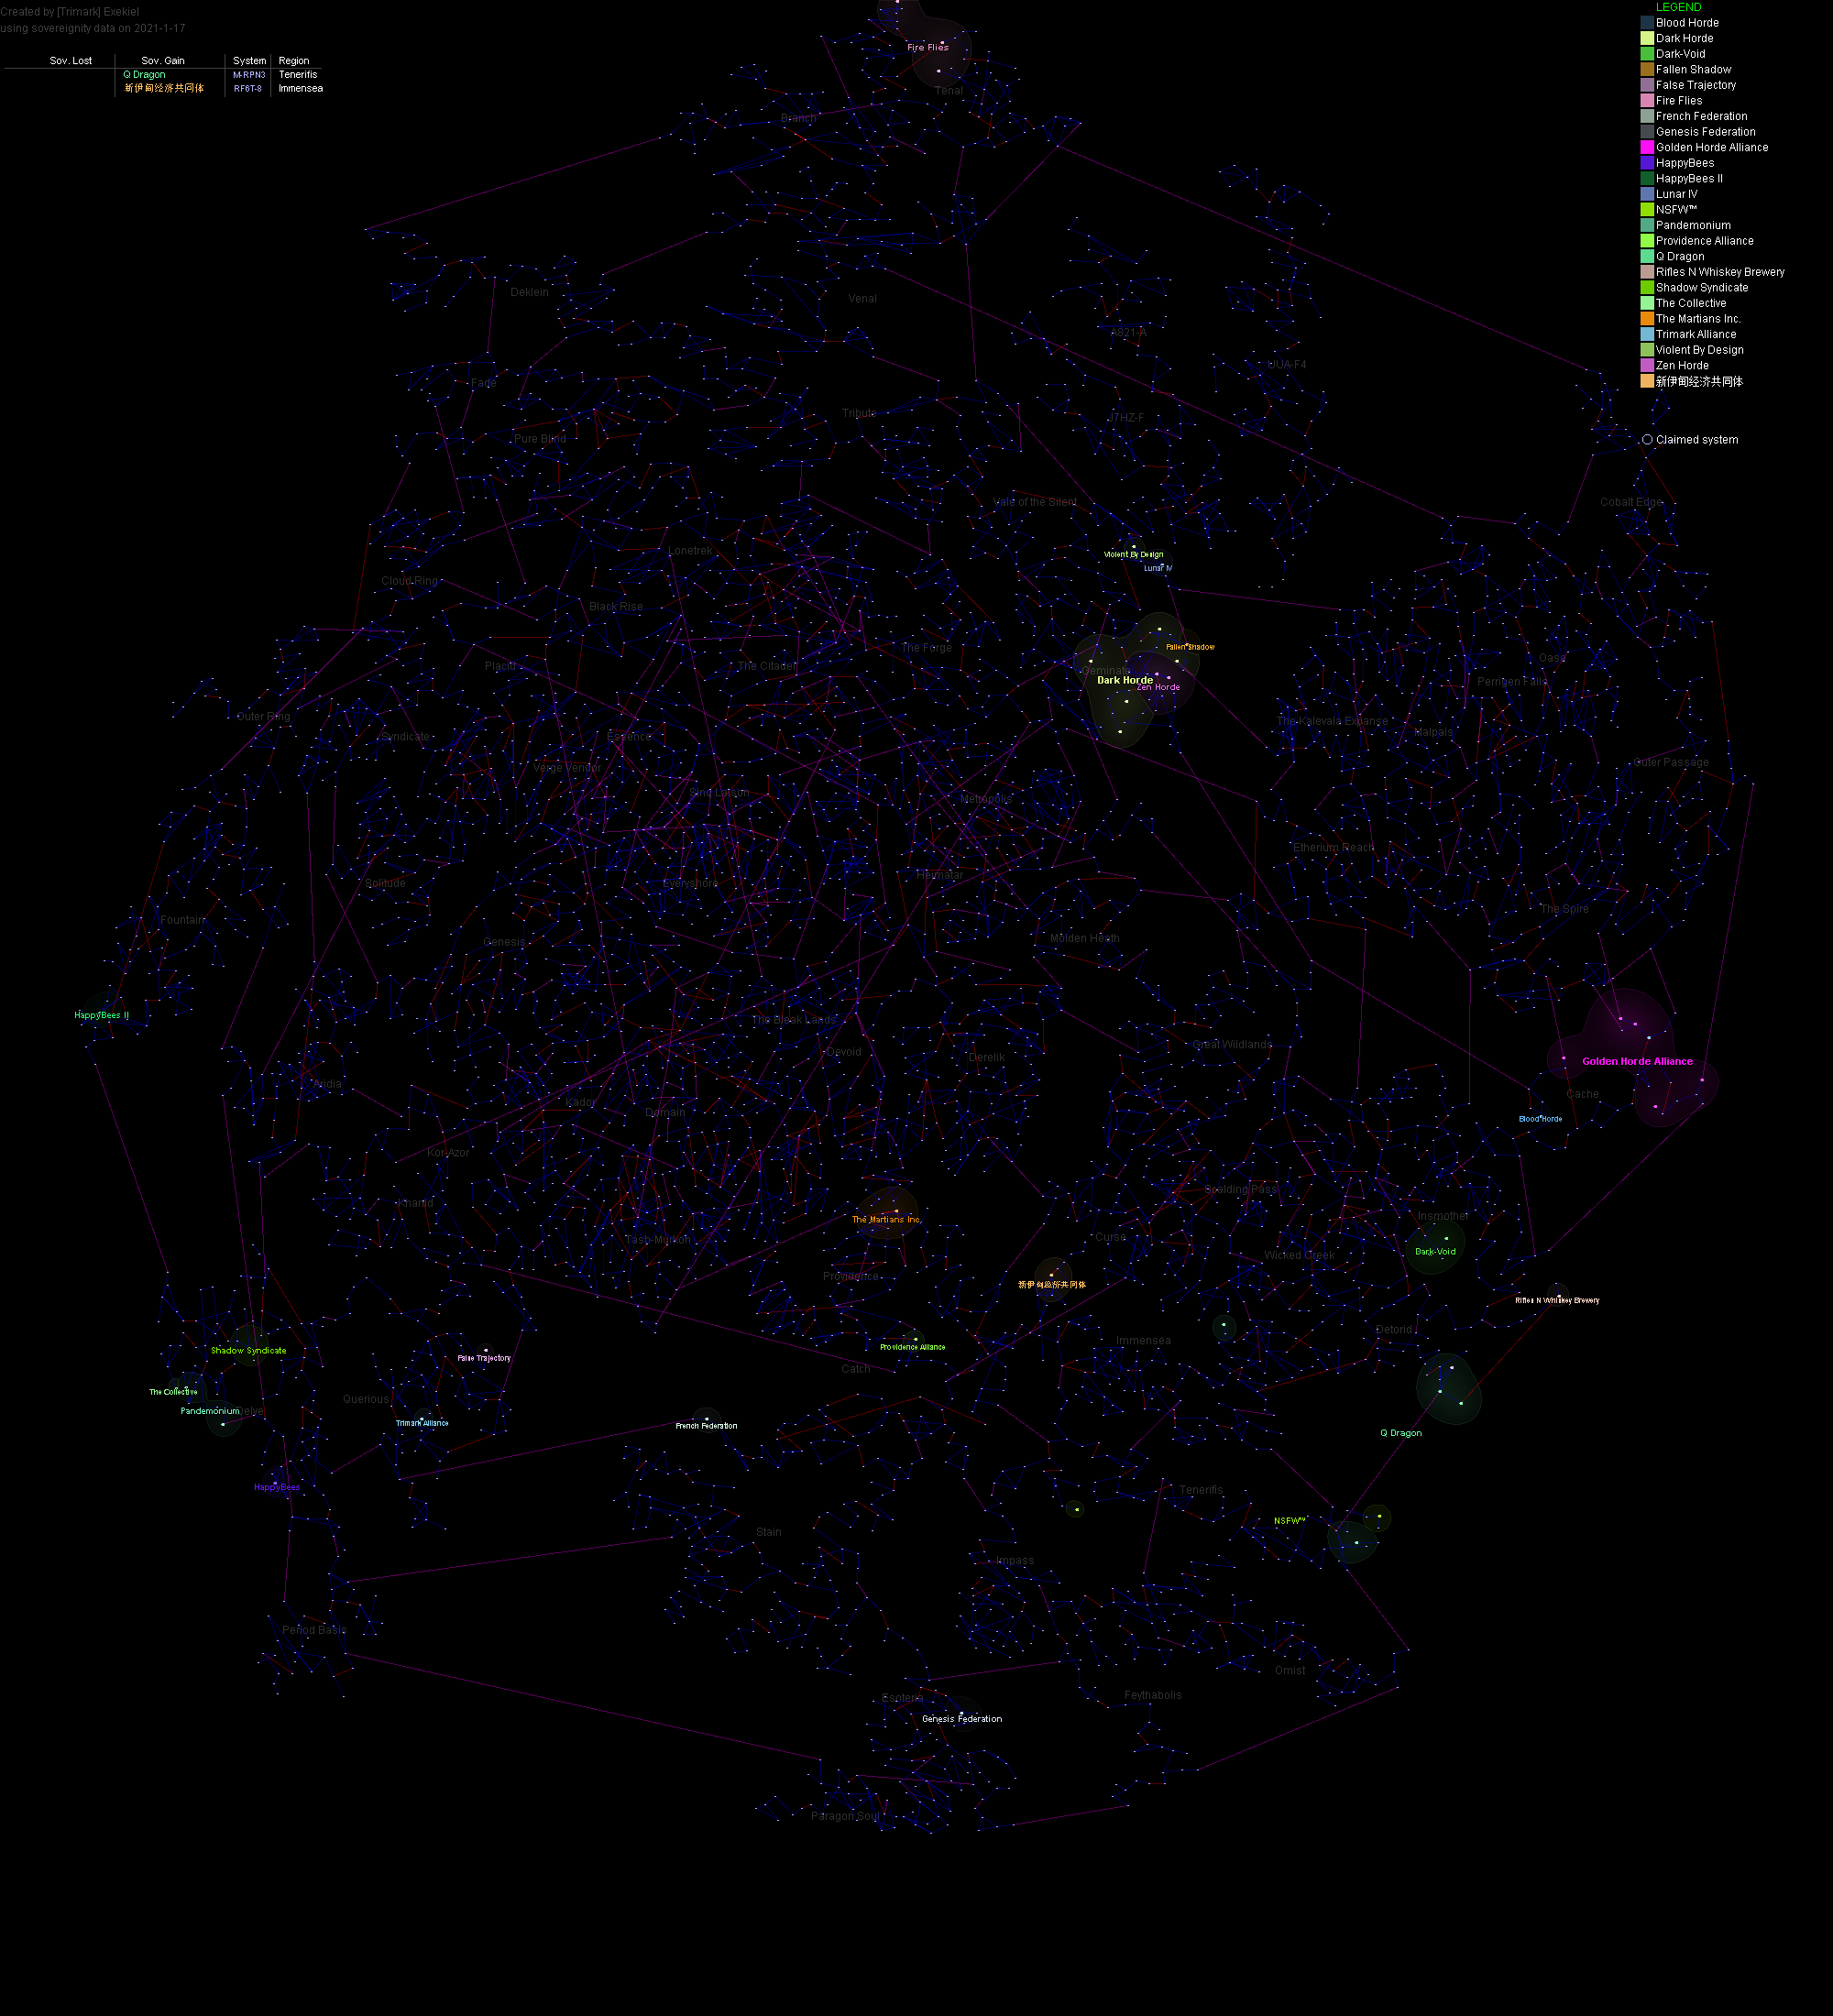 Created by [Trimark] Exekiel
using sovereignity data on 2021-1-17
Sov. Lost Sov. Gain System Region
Q Dragon M-RPN3 Tenerifis
新伊甸经济共同体 RF6T-8 Immensea
LEGEND
Blood Horde
Dark Horde
Dark-Void
Fallen Shadow
False Trajectory
Fire Flies
French Federation
Genesis Federation
Golden Horde Alliance
HappyBees
HappyBees II
Lunar IV
NSFW™
Pandemonium
Providence Alliance
Q Dragon
Rifles N Whiskey Brewery
Shadow Syndicate
The Collective
The Martians Inc.
Trimark Alliance
Violent By Design
Zen Horde
新伊甸经济共同体
Claimed system
Fire Flies
Tenal
Branch
Deklein
Venal
A821-A
UUA-F4
Fade
Tribute
J7HZ-F
Pure Blind
Vale of the Silent
Cobalt Edge
Lonetrek
Violent By Design
Lunar IV
Cloud Ring
Black Rise
The Forge
Fallen Shadow
Oasa
Placid
The Citadel
Geminate
Dark Horde
Zen Horde
Perrigen Falls
Outer Ring
Syndicate
Essence
The Kalevala Expanse
Malpais
Verge Vendor
Outer Passage
Sinq Laison
Metropolis
Etherium Reach
Solitude
Everyshore
Heimatar
Fountain
The Spire
Genesis
Molden Heath
HappyBees II
The Bleak Lands
Devoid
Derelik
Great Wildlands
Golden Horde Alliance
Aridia
Cache
Kador
Domain
Blood Horde
Kor-Azor
Khanid
Scalding Pass
Insmother
The Martians Inc.
Tash-Murkon
Curse
Wicked Creek
Dark-Void
Providence
新伊甸经济共同体
Rifles N Whiskey Brewery
Detorid
Shadow Syndicate
False Trajectory
Providence Alliance
Immensea
Catch
The Collective
Querious
Pandemonium
Delve
Trimark Alliance
French Federation
Q Dragon
HappyBees
Tenerifis
NSFW™
Stain
Impass
Period Basis
Omist
Esoteria
Feythabolis
Genesis Federation
Paragon Soul